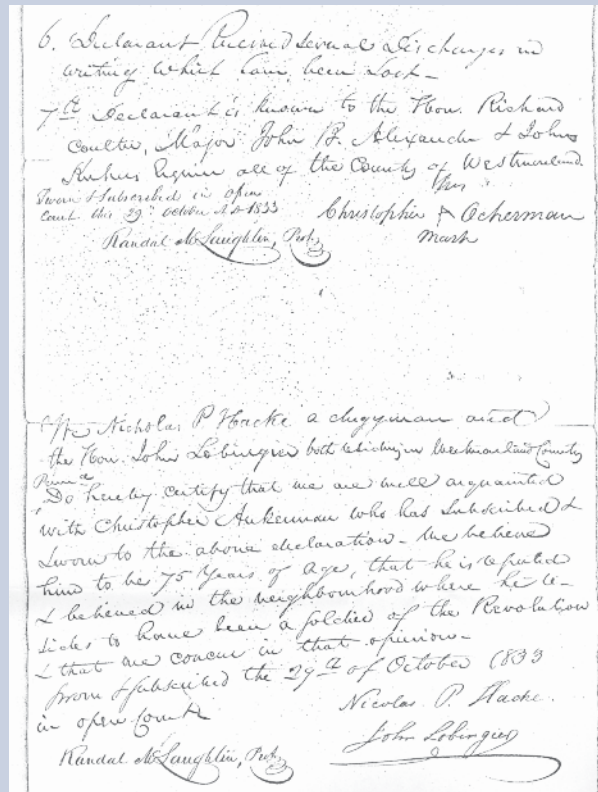 6. Declarant Received several Discharges in
writing which have been Lost -
7th Declarant is known to the Hon. Richard
Coulter, Major John B. Alexander & John
Kuhns Esquire all of the County of Westmoreland.
Sworn & Subscribed in open
Court this 29th October A D 1833
his
Christopher A Ackerman
mark
Randal McLaughlin, Proty
We Nicholas P Hacke a clergyman and
the Hon. John Lobingier both residing in Westmoreland County
Penna
Do hereby certify that we are well acquainted
with Christopher Aukerman who has subscribed &
sworn to the above declaration - We believe
him to be 75 Years of Age, that he is reputed
& believed in the neighbourhood where he re-
sides to have been a Soldier of the Revolution
& that we concur in that opinion -
Sworn & Subscribed the 29th of October 1833
in open Court
Nicolas P. Hacke.
John Lobingier
Randal McLaughlin, Proty